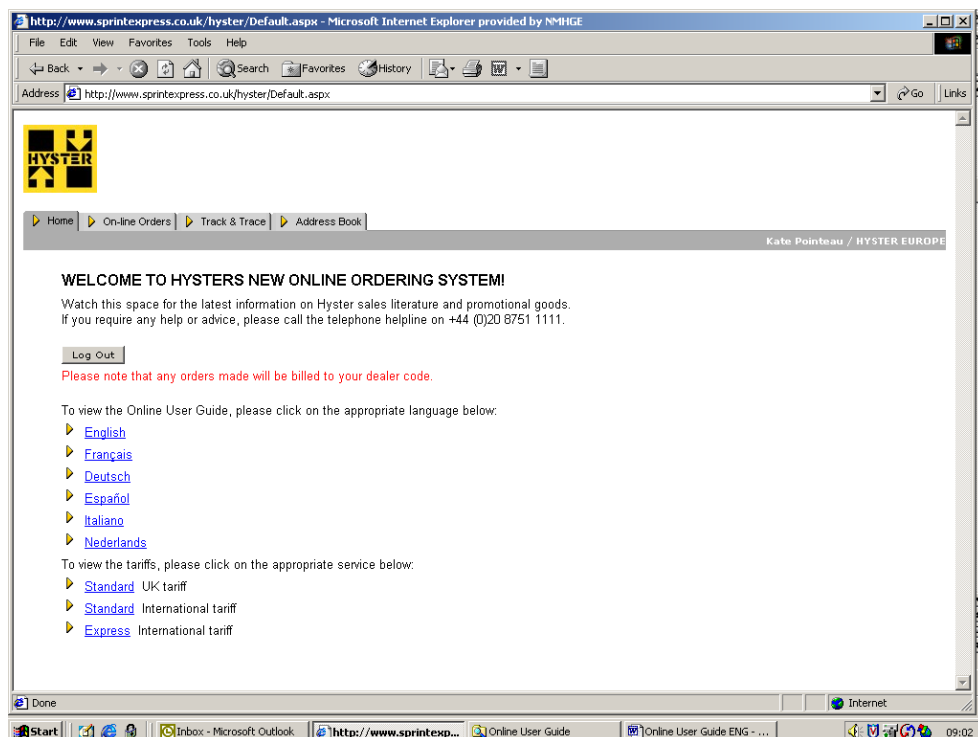 http://www.sprintexpress.co.uk/hyster/Default.aspx - Microsoft Internet Explorer provided by NMHGE
File Edit View Favorites Tools Help
Back Search Favorites History
Address http://www.sprintexpress.co.uk/hyster/Default.aspx Go Links
HYSTER
Home On-line Orders Track & Trace Address Book
Kate Pointeau / HYSTER EUROPE
WELCOME TO HYSTERS NEW ONLINE ORDERING SYSTEM!
Watch this space for the latest information on Hyster sales literature and promotional goods.
If you require any help or advice, please call the telephone helpline on +44 (0)20 8751 1111.
Log Out
Please note that any orders made will be billed to your dealer code.
To view the Online User Guide, please click on the appropriate language below:
English
Français
Deutsch
Español
Italiano
Nederlands
To view the tariffs, please click on the appropriate service below:
Standard UK tariff
Standard International tariff
Express International tariff
Done Internet
Start Inbox - Microsoft Outlook http://www.sprintexp... Online User Guide Online User Guide ENG - ... 09:02